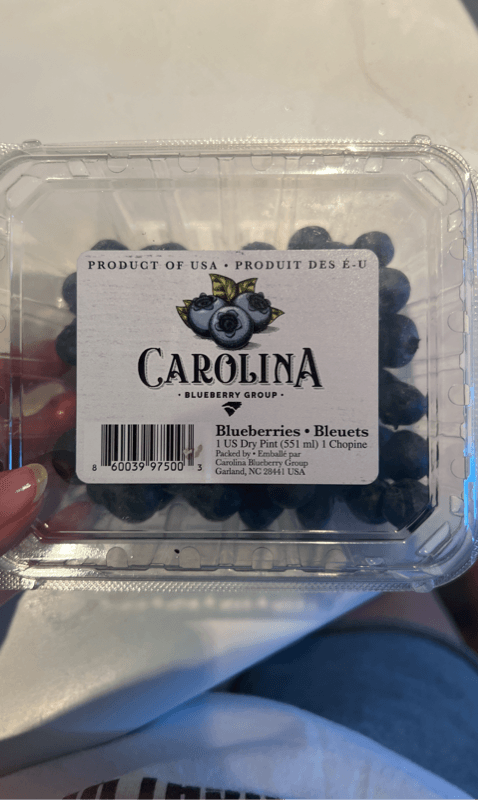 PRODUCT OF USA • PRODUIT DES É-U
CAROLINA
• BLUEBERRY GROUP •
Blueberries • Bleuets
1 US Dry Pint (551 ml) 1 Chopine
Packed by • Emballé par
Carolina Blueberry Group
Garland, NC 28441 USA
8 60039 97500 3